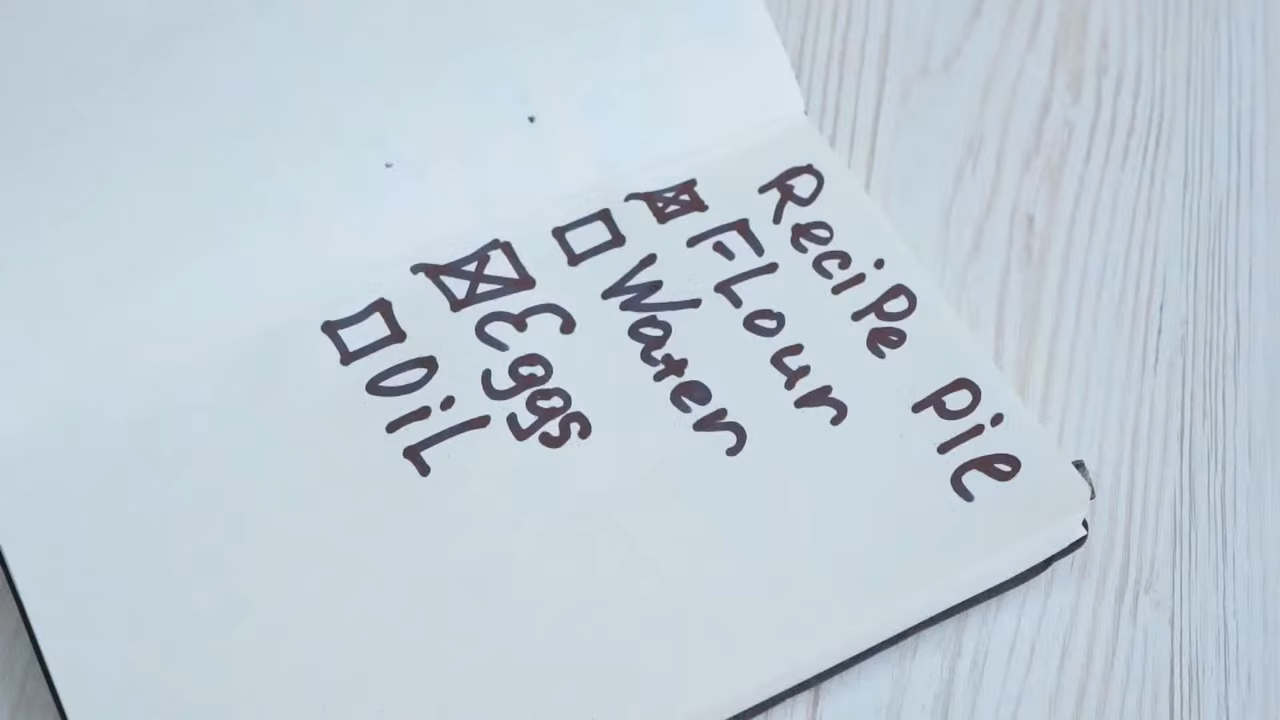 Recipe Pie
☒ Flour
☐ Water
☒ Eggs
☐ Oil